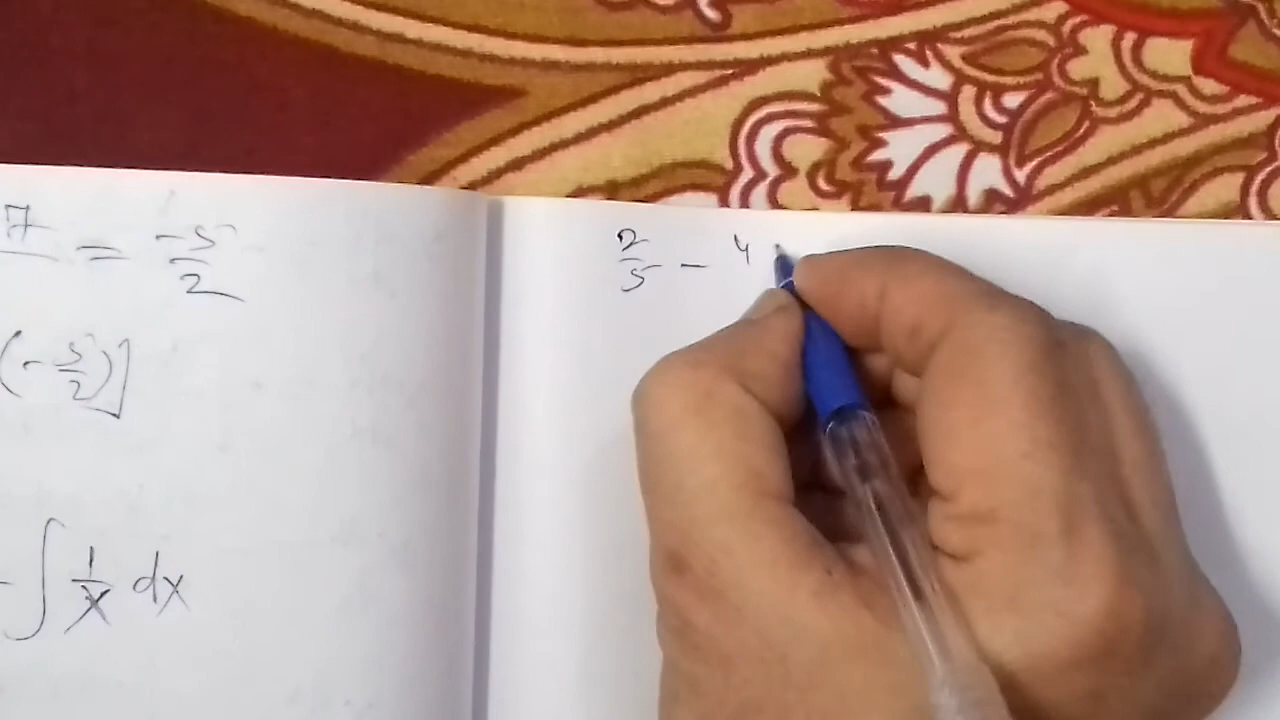 7/ = -5/2
(-5/2)]
- ∫ 1/x dx
2/5 - 4